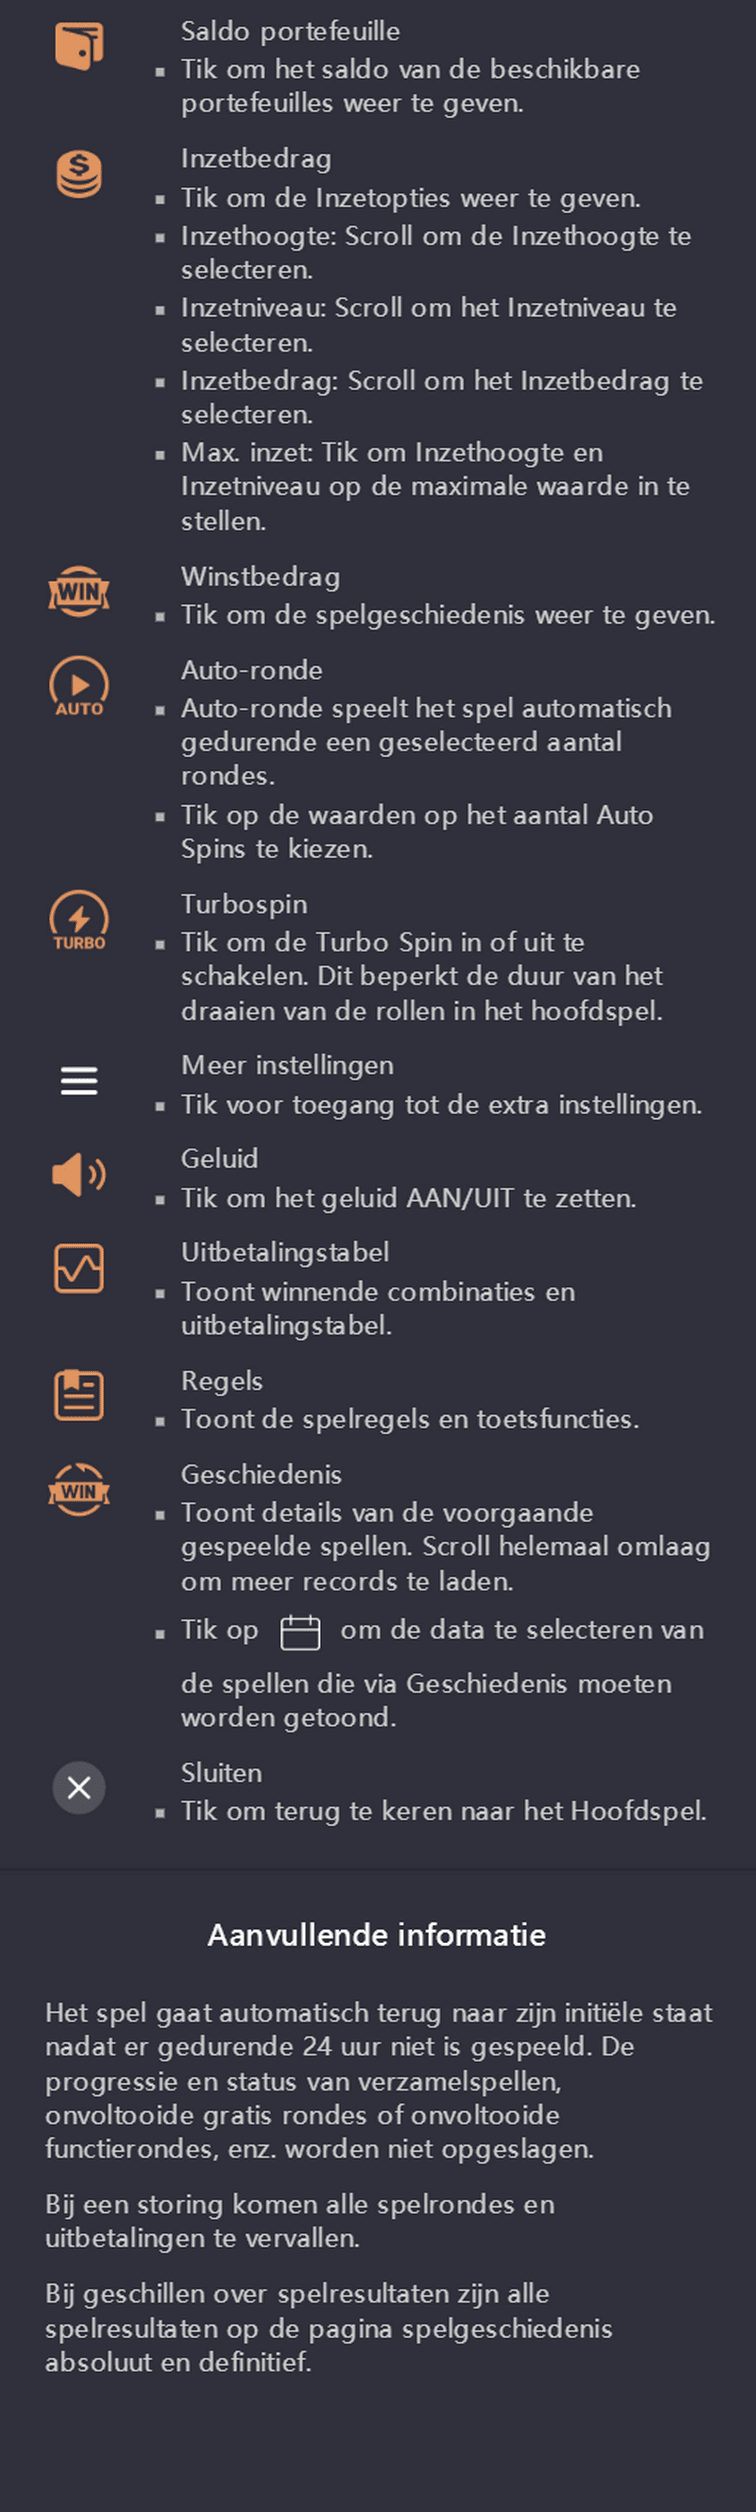 Saldo portefeuille
▪ Tik om het saldo van de beschikbare
portefeuilles weer te geven.
$
Inzetbedrag
▪ Tik om de Inzetopties weer te geven.
▪ Inzethoogte: Scroll om de Inzethoogte te
selecteren.
▪ Inzetniveau: Scroll om het Inzetniveau te
selecteren.
▪ Inzetbedrag: Scroll om het Inzetbedrag te
selecteren.
▪ Max. inzet: Tik om Inzethoogte en
Inzetniveau op de maximale waarde in te
stellen.
WIN
Winstbedrag
▪ Tik om de spelgeschiedenis weer te geven.
AUTO
Auto-ronde
▪ Auto-ronde speelt het spel automatisch
gedurende een geselecteerd aantal
rondes.
▪ Tik op de waarden op het aantal Auto
Spins te kiezen.
TURBO
Turbospin
▪ Tik om de Turbo Spin in of uit te
schakelen. Dit beperkt de duur van het
draaien van de rollen in het hoofdspel.
Meer instellingen
▪ Tik voor toegang tot de extra instellingen.
Geluid
▪ Tik om het geluid AAN/UIT te zetten.
Uitbetalingstabel
▪ Toont winnende combinaties en
uitbetalingstabel.
Regels
▪ Toont de spelregels en toetsfuncties.
WIN
Geschiedenis
▪ Toont details van de voorgaande
gespeelde spellen. Scroll helemaal omlaag
om meer records te laden.
▪ Tik op om de data te selecteren van
de spellen die via Geschiedenis moeten
worden getoond.
Sluiten
▪ Tik om terug te keren naar het Hoofdspel.
Aanvullende informatie
Het spel gaat automatisch terug naar zijn initiële staat
nadat er gedurende 24 uur niet is gespeeld. De
progressie en status van verzamelspellen,
onvoltooide gratis rondes of onvoltooide
functierondes, enz. worden niet opgeslagen.
Bij een storing komen alle spelrondes en
uitbetalingen te vervallen.
Bij geschillen over spelresultaten zijn alle
spelresultaten op de pagina spelgeschiedenis
absoluut en definitief.